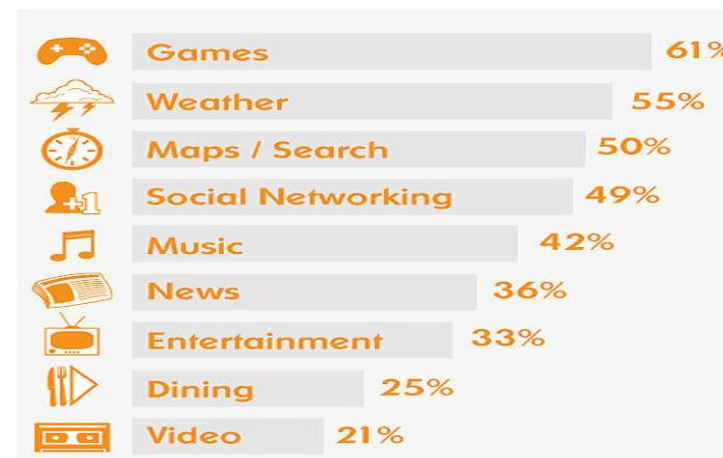 Games 61%
Weather 55%
Maps / Search 50%
+1
Social Networking 49%
Music 42%
News 36%
Entertainment 33%
Dining 25%
Video 21%